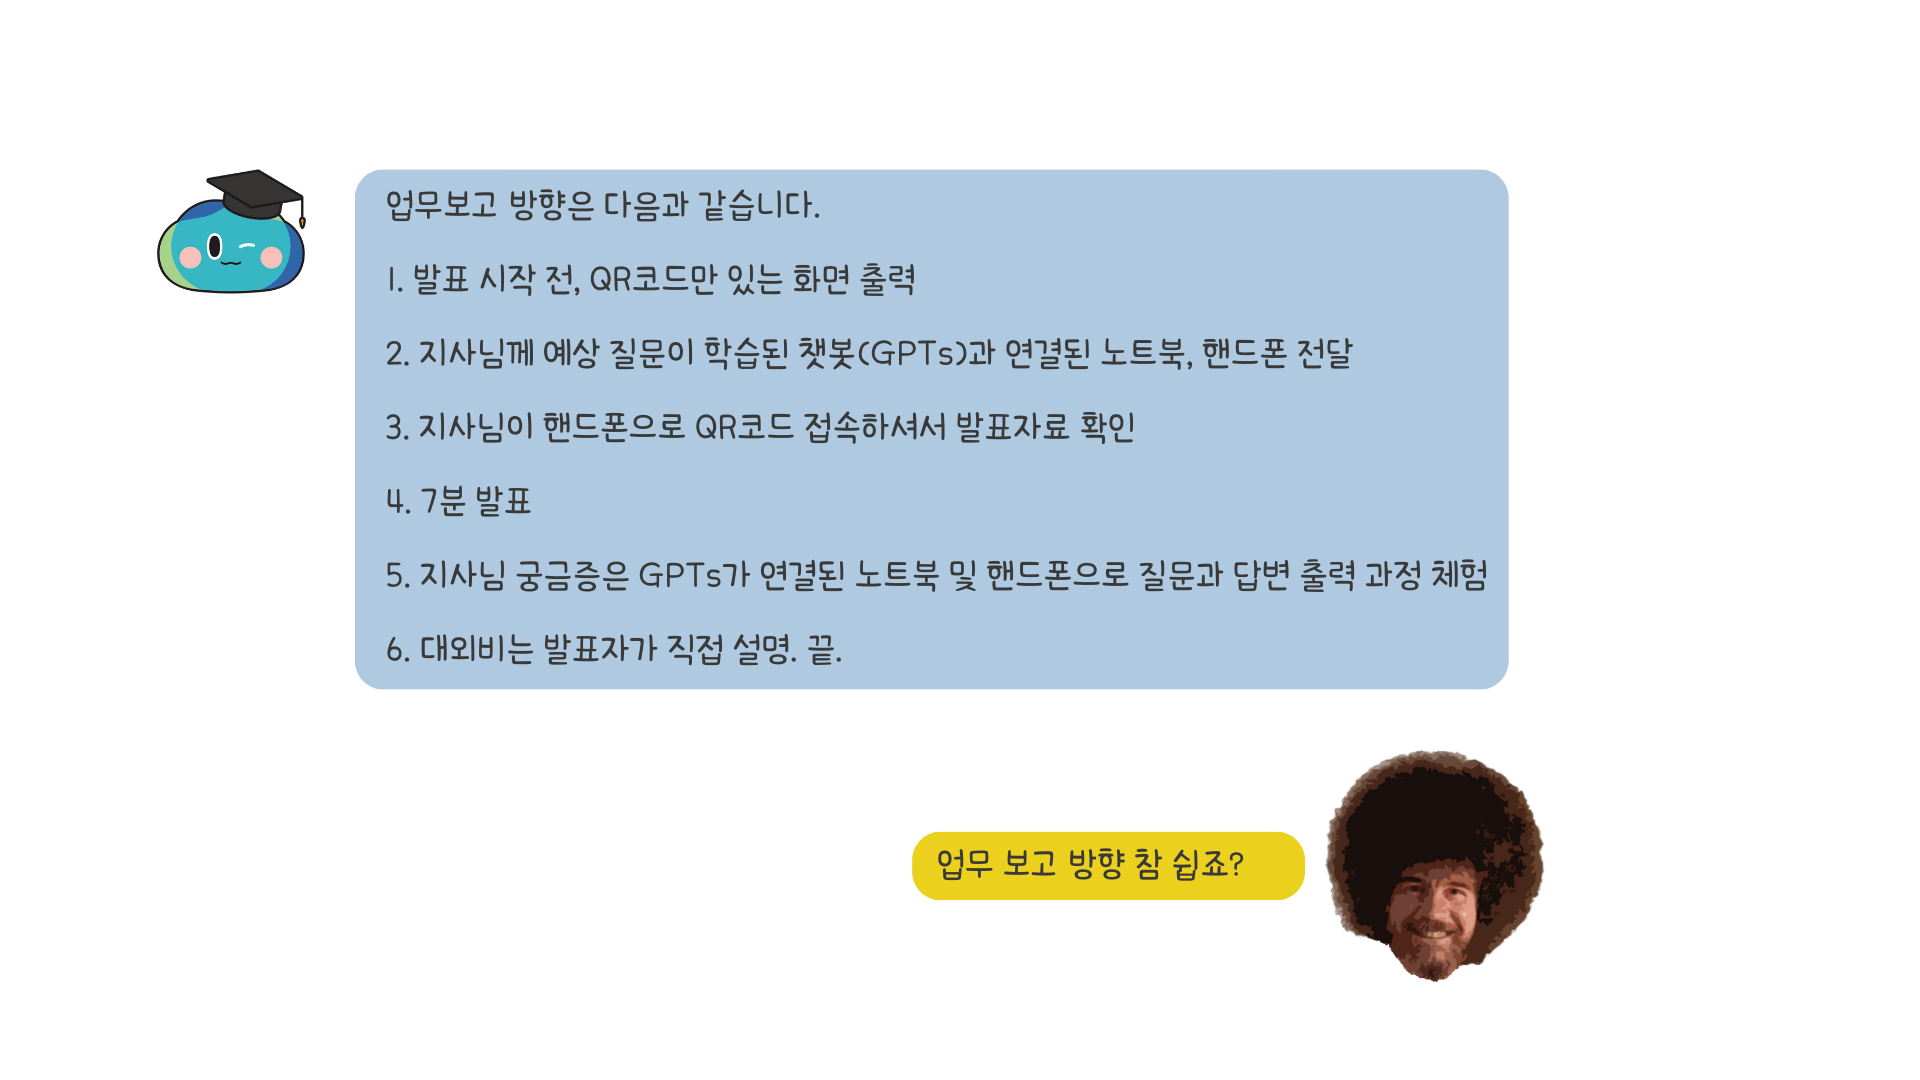 업무보고 방향은 다음과 같습니다.
1. 발표 시작 전, QR코드만 있는 화면 출력
2. 지사님께 예상 질문이 학습된 챗봇(GPTs)과 연결된 노트북, 핸드폰 전달
3. 지사님이 핸드폰으로 QR코드 접속하셔서 발표자료 확인
4. 7분 발표
5. 지사님 궁금증은 GPTs가 연결된 노트북 및 핸드폰으로 질문과 답변 출력 과정 체험
6. 대외비는 발표자가 직접 설명. 끝.
업무 보고 방향 참 쉽죠?